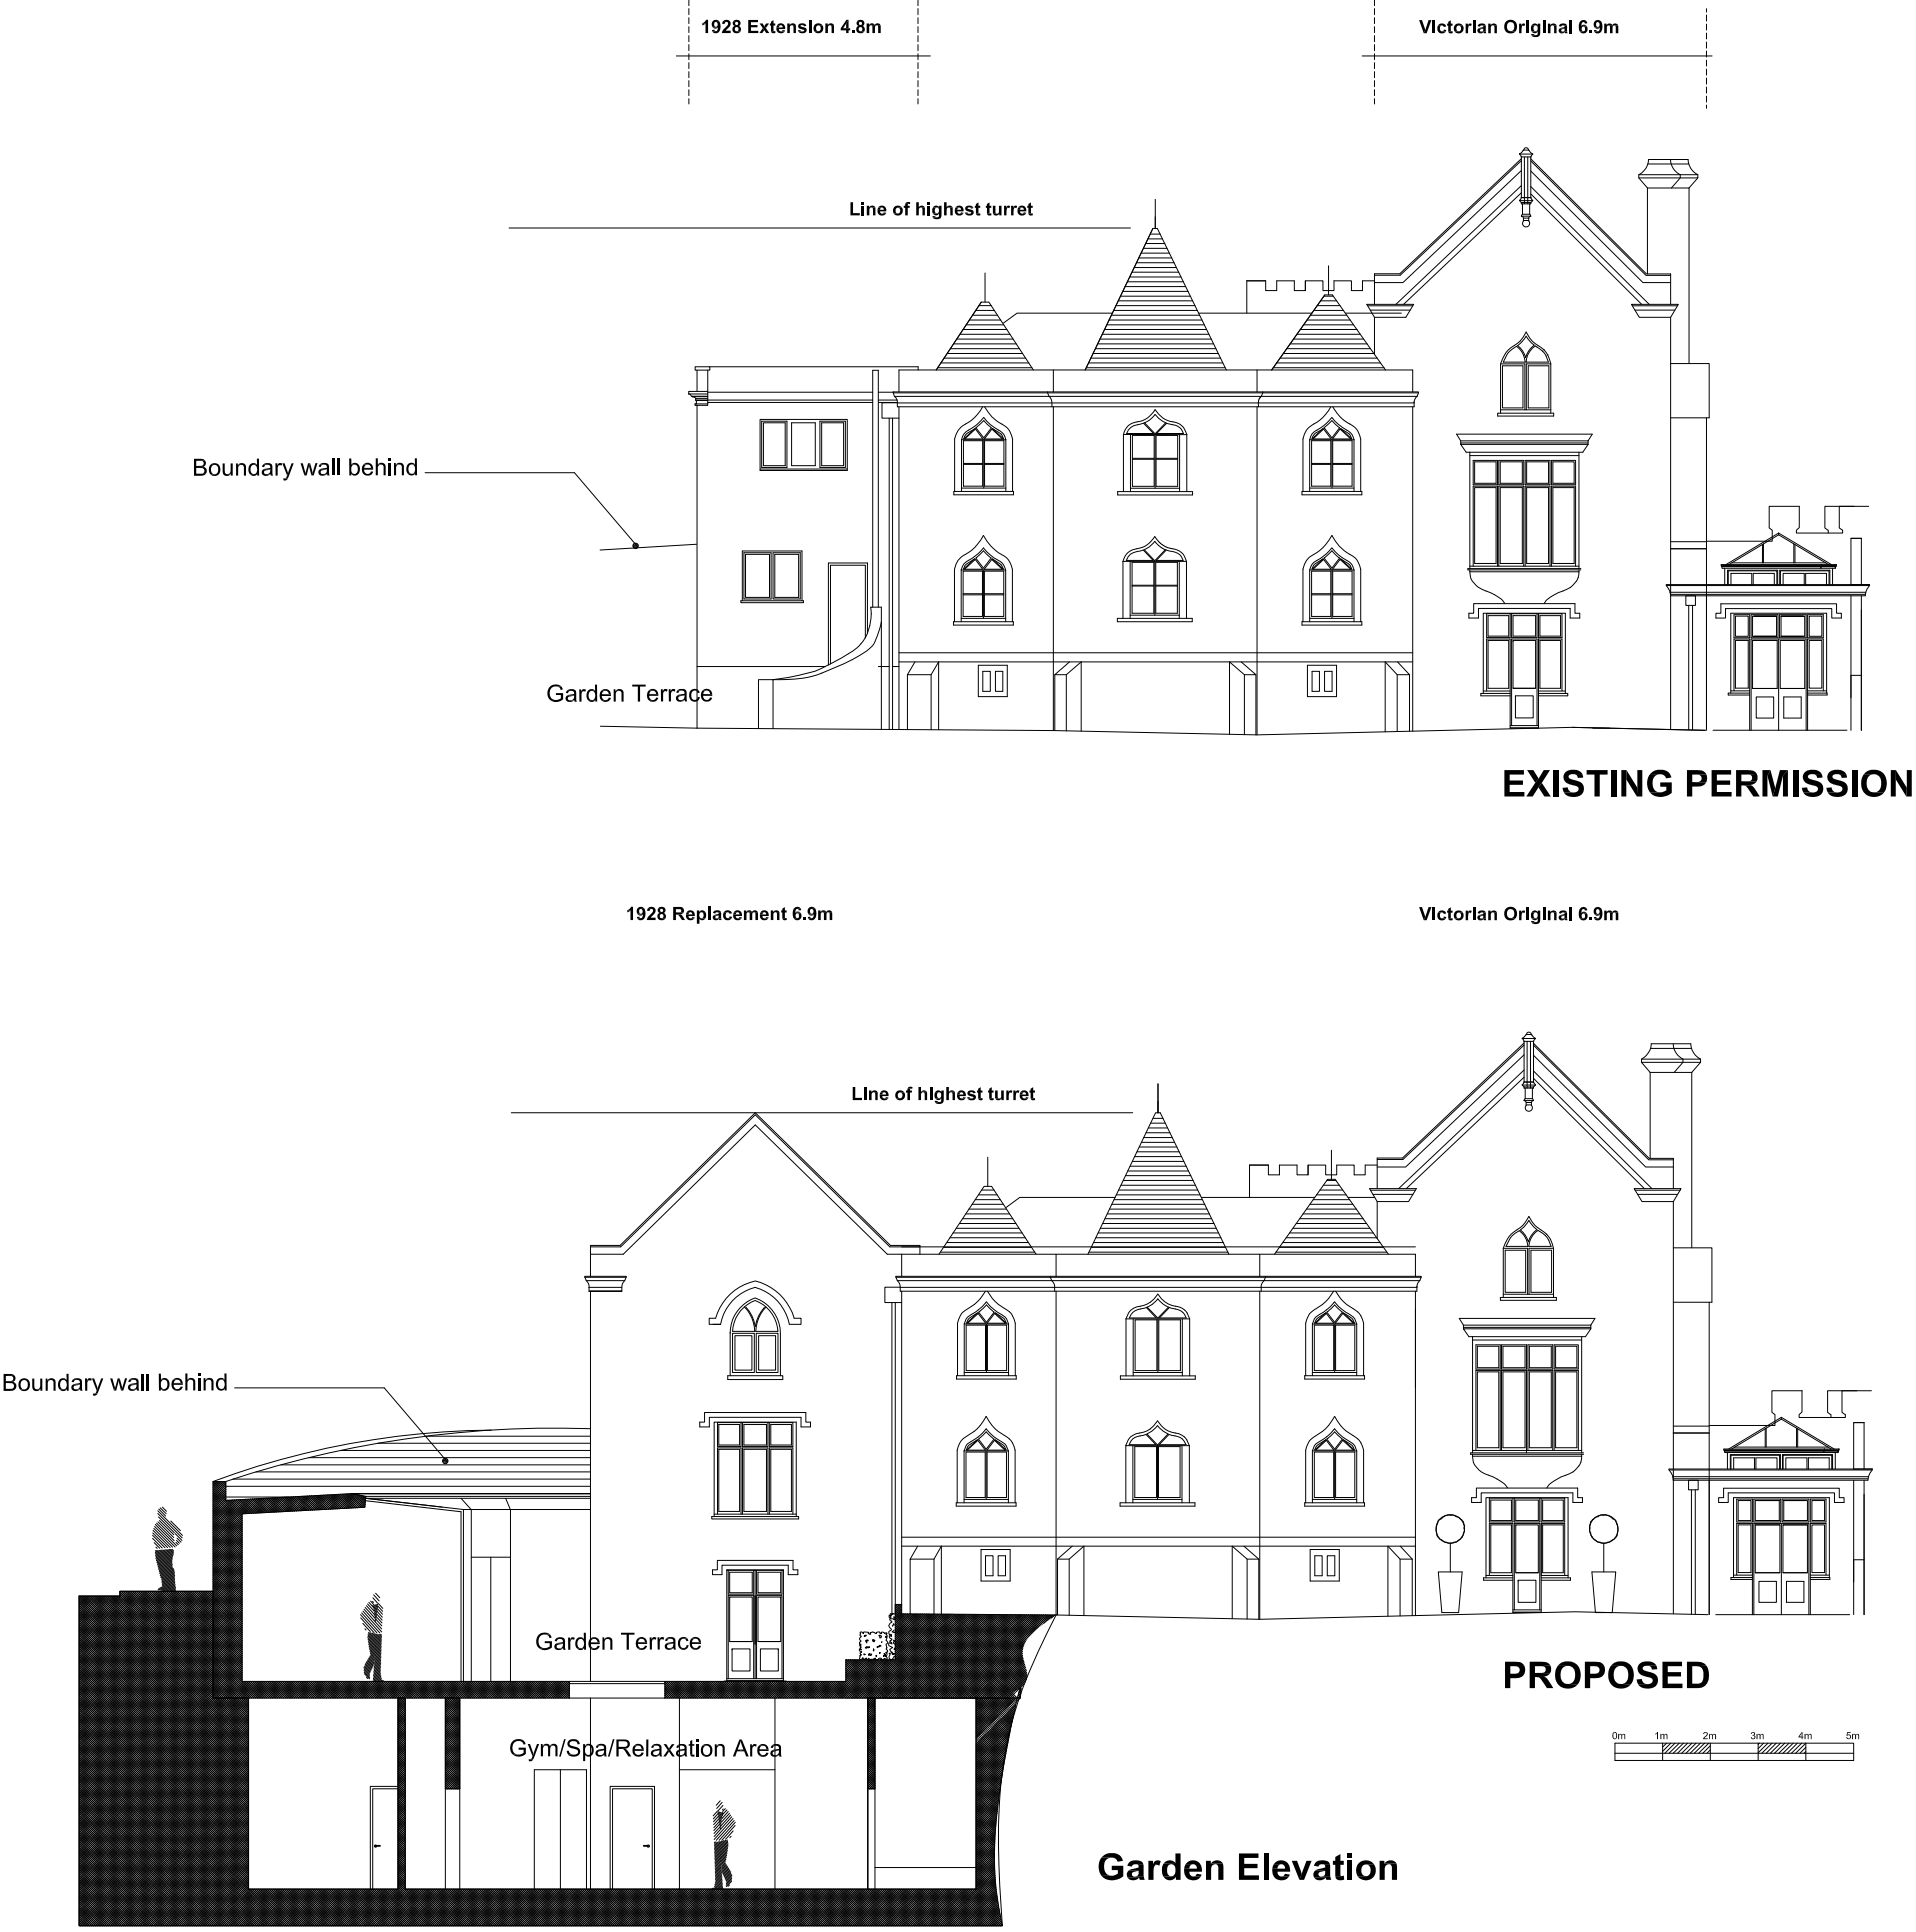 1928 Extension 4.8m
Victorian Original 6.9m
Line of highest turret
Boundary wall behind
Garden Terrace
EXISTING PERMISSION
1928 Replacement 6.9m
Victorian Original 6.9m
Line of highest turret
Boundary wall behind
Garden Terrace
PROPOSED
0m 1m 2m 3m 4m 5m
Gym/Spa/Relaxation Area
Garden Elevation